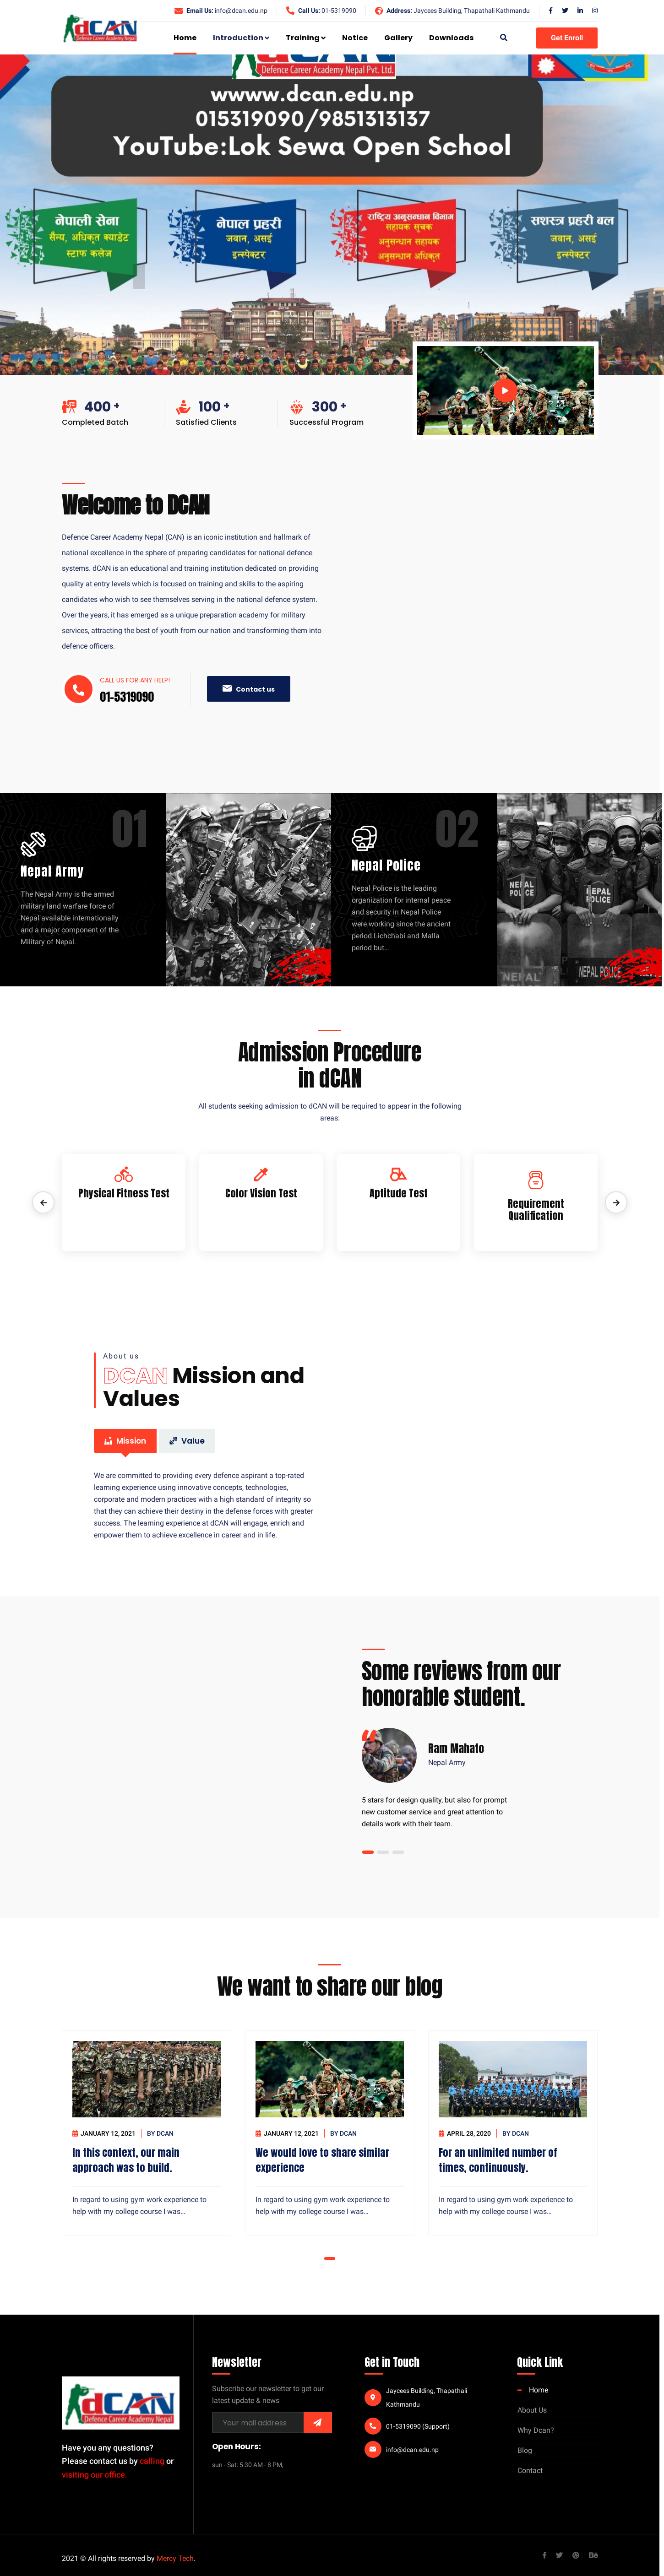 Email Us: info@dcan.edu.np
Call Us: 01-5319090
Address: Jaycees Building, Thapathali Kathmandu
dCAN
Defence Career Academy Nepal
Home
Introduction
Training
Notice
Gallery
Downloads
Get Enroll
dCAN
Defence Career Academy Nepal Pvt. Ltd.
wwww.dcan.edu.np
015319090/9851313137
YouTube:Lok Sewa Open School
नेपाली सेना
सैन्य, अधिकृत क्याडेट
स्टाफ कलेज
नेपाल प्रहरी
जवान, असई
इन्स्पेक्टर
राष्ट्रिय अनुसन्धान विभाग
अनुसन्धान सहायक
अनुसन्धान अधिकृत
सशस्त्र प्रहरी बल
जवान, असई
इन्स्पेक्टर
400 +
Completed Batch
100 +
Satisfied Clients
300 +
Successful Program
Welcome to DCAN
Defence Career Academy Nepal (CAN) is an iconic institution and hallmark of
national excellence in the sphere of preparing candidates for national defence
systems. dCAN is an educational and training institution dedicated on providing
quality at entry levels which is focused on training and skills to the aspiring
candidates who wish to see themselves serving in the national defence system.
Over the years, it has emerged as a unique preparation academy for military
services, attracting the best of youth from our nation and transforming them into
defence officers.
CALL US FOR ANY HELP!
01-5319090
Contact us
01
Nepal Army
The Nepal Army is the armed
military land warfare force of
Nepal available internationally
and a major component of the
Military of Nepal.
02
Nepal Police
Nepal Police is the leading
organization for internal peace
and security in Nepal Police
were working since the ancient
period Lichchabi and Malla
period but…
NEPAL
POLICE
NEPAL
POLICE
NEPAL
NEPAL POLICE
Admission Procedure
in dCAN
All students seeking admission to dCAN will be required to appear in the following
areas:
Physical Fitness Test
Color Vision Test
Aptitude Test
Requirement
Qualification
About us
DCAN Mission and
Values
Mission
Value
We are committed to providing every defence aspirant a top-rated
learning experience using innovative concepts, technologies,
corporate and modern practices with a high standard of integrity so
that they can achieve their destiny in the defense forces with greater
success. The learning experience at dCAN will engage, enrich and
empower them to achieve excellence in career and in life.
Some reviews from our
honorable student.
Ram Mahato
Nepal Army
5 stars for design quality, but also for prompt
new customer service and great attention to
details work with their team.
We want to share our blog
JANUARY 12, 2021
BY DCAN
In this context, our main
approach was to build.
In regard to using gym work experience to
help with my college course I was…
JANUARY 12, 2021
BY DCAN
We would love to share similar
experience
In regard to using gym work experience to
help with my college course I was…
APRIL 28, 2020
BY DCAN
For an unlimited number of
times, continuously.
In regard to using gym work experience to
help with my college course I was…
dCAN
Defence Career Academy Nepal
Have you any questions?
Please contact us by calling or
visiting our office.
Newsletter
Subscribe our newsletter to get our
latest update & news
Your mail address
Open Hours:
sun - Sat: 5:30 AM - 8 PM,
Get in Touch
Jaycees Building, Thapathali
Kathmandu
01-5319090 (Support)
info@dcan.edu.np
Quick Link
Home
About Us
Why Dcan?
Blog
Contact
2021 © All rights reserved by Mercy Tech.